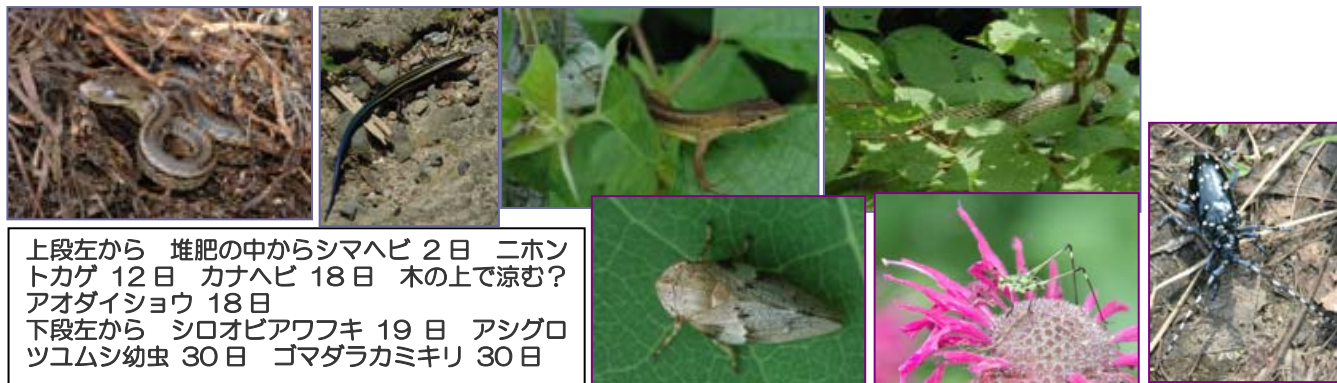 上段左から 堆肥の中からシマヘビ 2日 ニホン
トカゲ 12日 カナヘビ 18日 木の上で涼む?
アオダイショウ 18日
下段左から シロオビアワフキ 19 日 アシグロ
ツユムシ幼虫 30日 ゴマダラカミキリ 30日